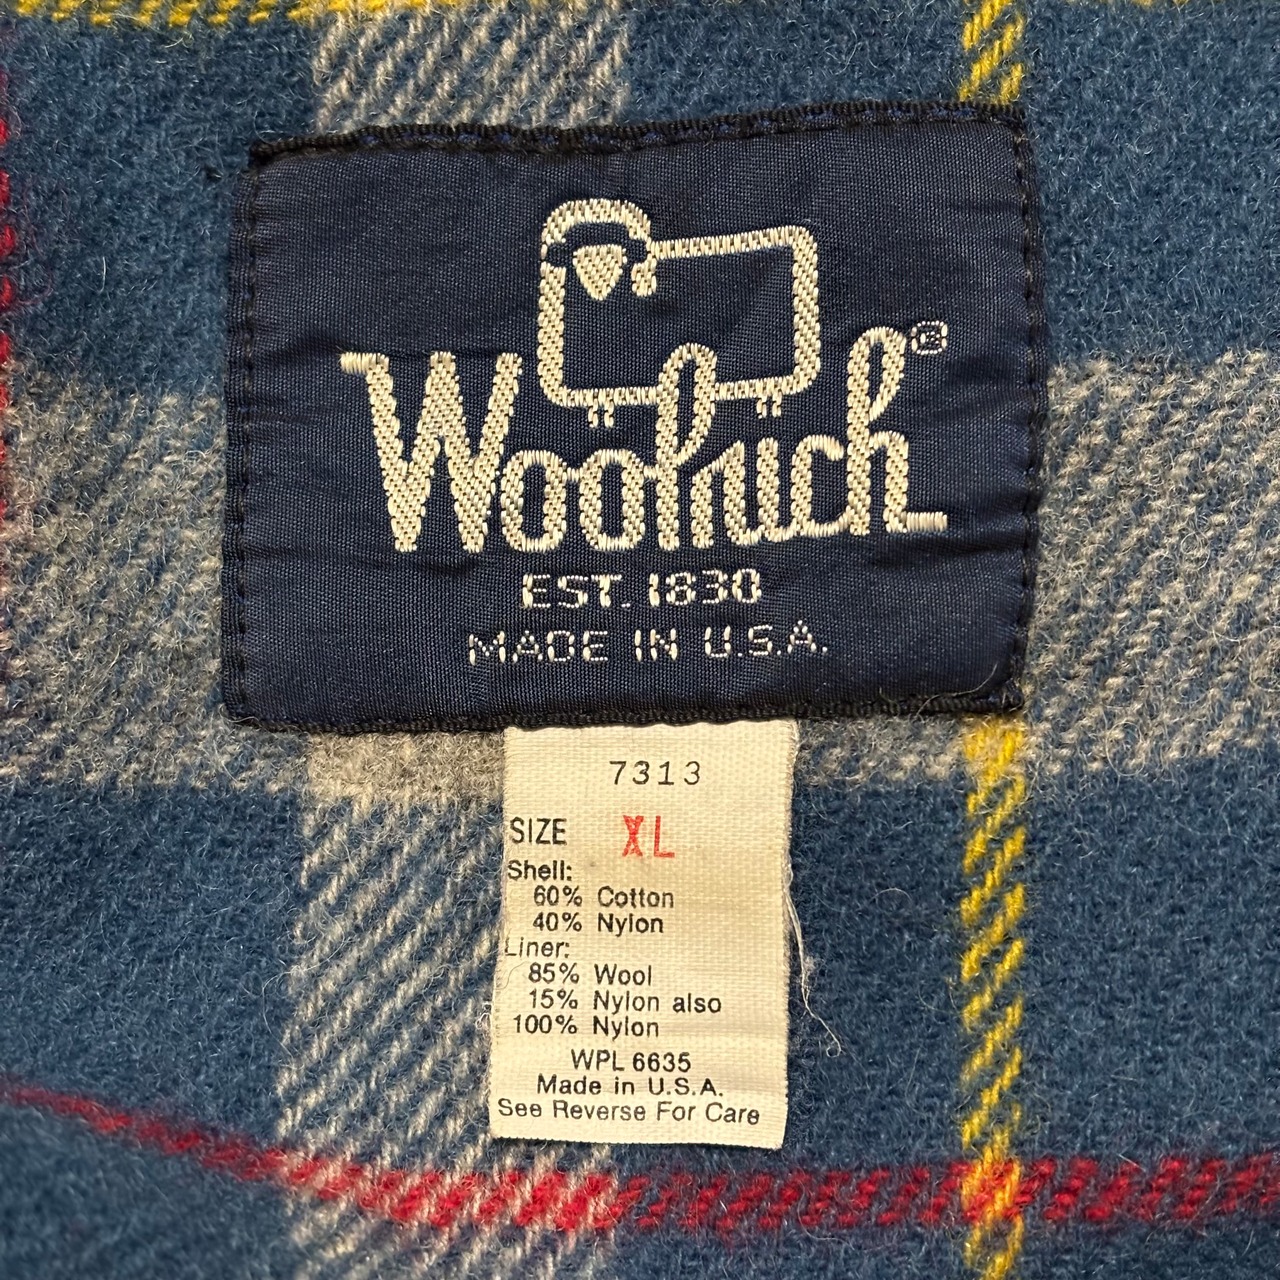 Woolrich®
EST. 1830
MADE IN U.S.A.
7313
SIZE XL
Shell:
60% Cotton
40% Nylon
Liner:
85% Wool
15% Nylon also
100% Nylon
WPL 6635
Made in U.S.A.
See Reverse For Care